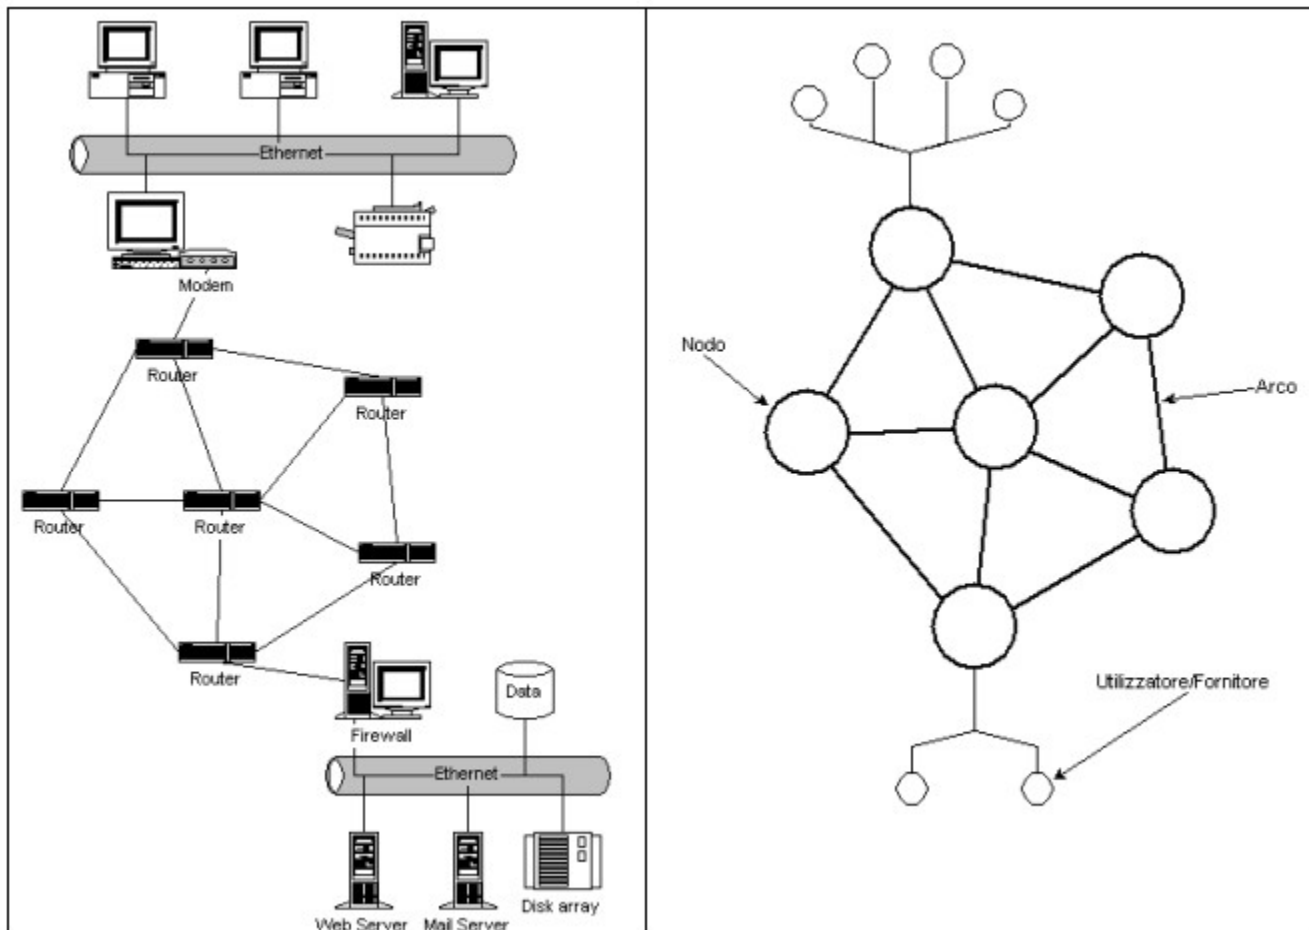 Ethernet
Modem
Router
Router
Router
Router
Router
Router
Firewall
Data
Ethernet
Web Server
Mail Server
Disk array
Nodo
Arco
Utilizzatore/Fornitore